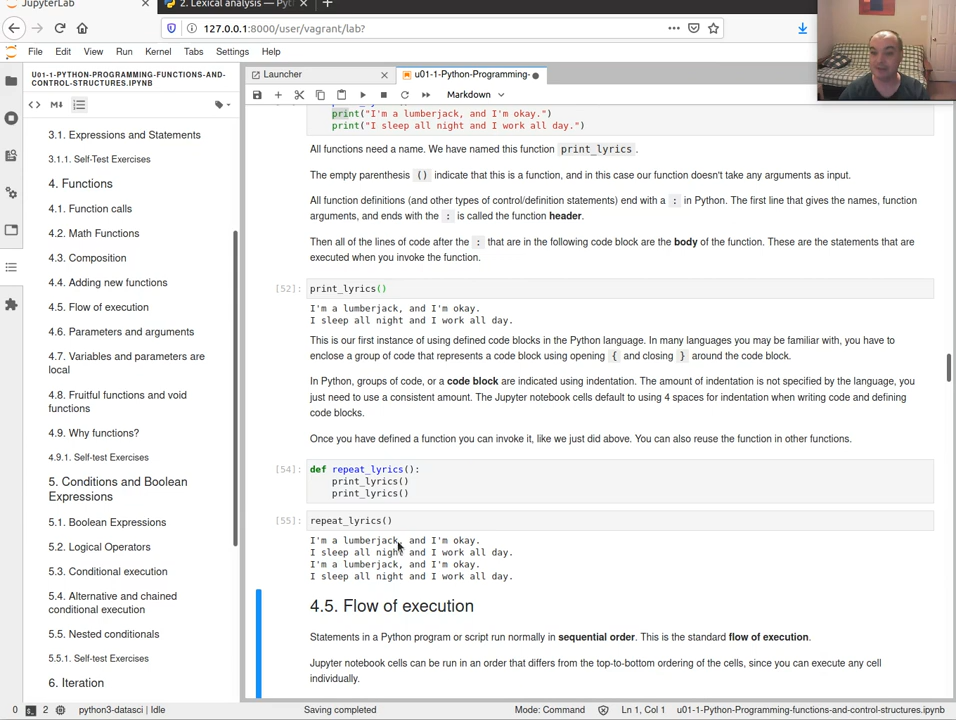 JupyterLab
2. Lexical analysis — Pyt
127.0.0.1:8000/user/vagrant/lab?
File Edit View Run Kernel Tabs Settings Help
U01-1-PYTHON-PROGRAMMING-FUNCTIONS-AND-
CONTROL-STRUCTURES.IPYNB
3.1. Expressions and Statements
3.1.1. Self-Test Exercises
4. Functions
4.1. Function calls
4.2. Math Functions
4.3. Composition
4.4. Adding new functions
4.5. Flow of execution
4.6. Parameters and arguments
4.7. Variables and parameters are
local
4.8. Fruitful functions and void
functions
4.9. Why functions?
4.9.1. Self-test Exercises
5. Conditions and Boolean
Expressions
5.1. Boolean Expressions
5.2. Logical Operators
5.3. Conditional execution
5.4. Alternative and chained
conditional execution
5.5. Nested conditionals
5.5.1. Self-test Exercises
6. Iteration
Launcher
u01-1-Python-Programming-
Markdown
print("I'm a lumberjack, and I'm okay.")
print("I sleep all night and I work all day.")
All functions need a name. We have named this function print_lyrics.
The empty parenthesis () indicate that this is a function, and in this case our function doesn't take any arguments as input.
All function definitions (and other types of control/definition statements) end with a : in Python. The first line that gives the names, function
arguments, and ends with the : is called the function header.
Then all of the lines of code after the : that are in the following code block are the body of the function. These are the statements that are
executed when you invoke the function.
[52]: print_lyrics()
I'm a lumberjack, and I'm okay.
I sleep all night and I work all day.
This is our first instance of using defined code blocks in the Python language. In many languages you may be familiar with, you have to
enclose a group of code that represents a code block using opening { and closing } around the code block.
In Python, groups of code, or a code block are indicated using indentation. The amount of indentation is not specified by the language, you
just need to use a consistent amount. The Jupyter notebook cells default to using 4 spaces for indentation when writing code and defining
code blocks.
Once you have defined a function you can invoke it, like we just did above. You can also reuse the function in other functions.
[54]: def repeat_lyrics():
print_lyrics()
print_lyrics()
[55]: repeat_lyrics()
I'm a lumberjack, and I'm okay.
I sleep all night and I work all day.
I'm a lumberjack, and I'm okay.
I sleep all night and I work all day.
4.5. Flow of execution
Statements in a Python program or script run normally in sequential order. This is the standard flow of execution.
Jupyter notebook cells can be run in an order that differs from the top-to-bottom ordering of the cells, since you can execute any cell
individually.
0 2 python3-datasci | Idle Saving completed Mode: Command Ln 1, Col 1 u01-1-Python-Programming-functions-and-control-structures.ipynb